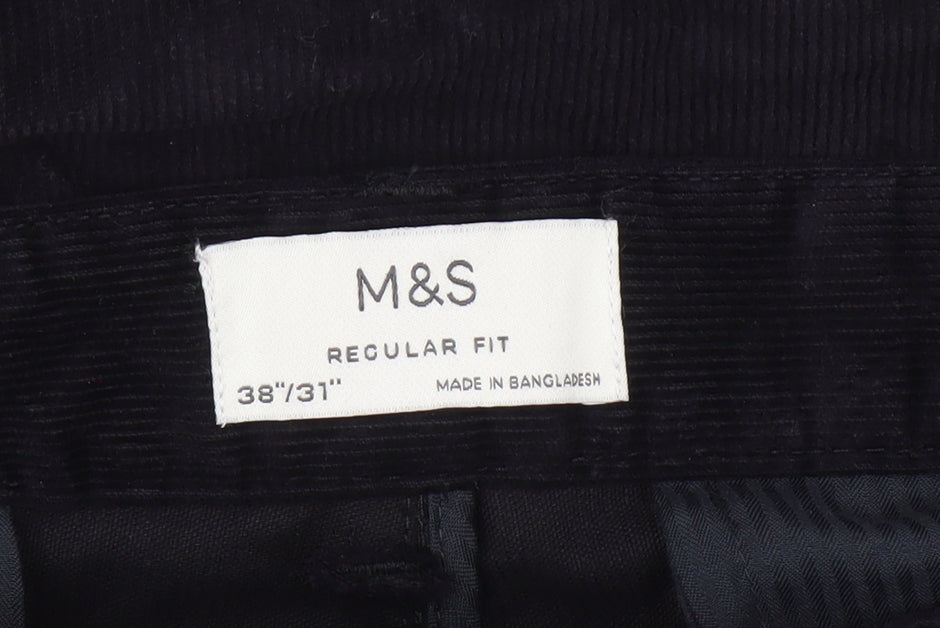 M&S
REGULAR FIT
38"/31"
MADE IN BANGLADESH